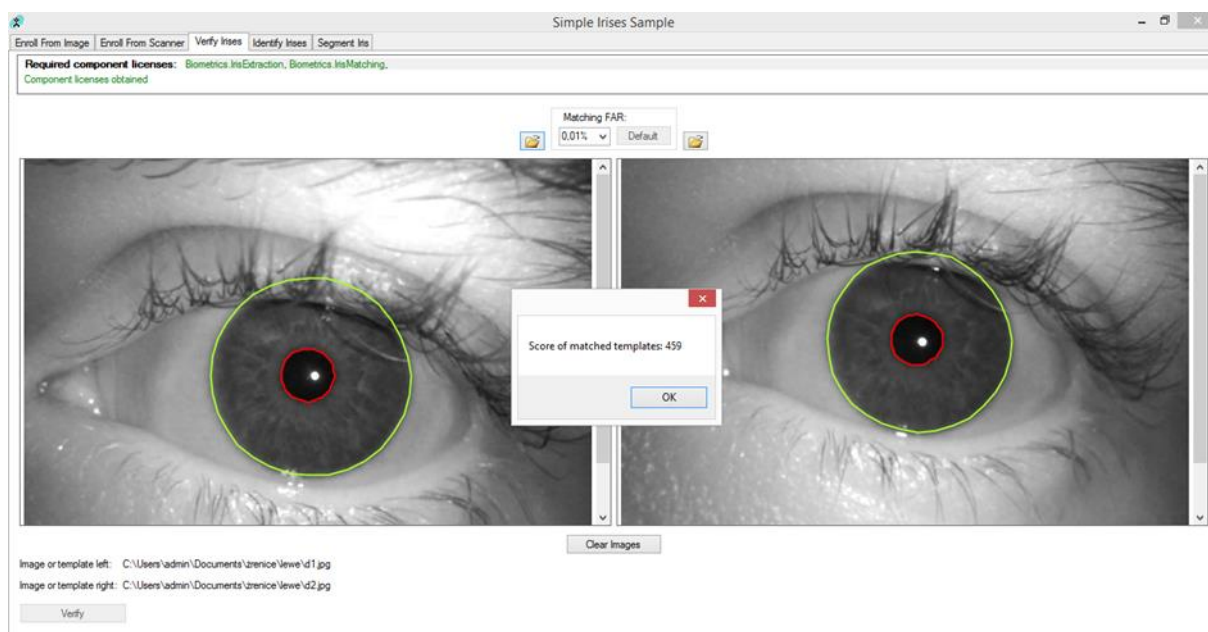 Simple Irises Sample
Enroll From Image Enroll From Scanner Verify Irises Identify Irises Segment Iris
Required component licenses: Biometrics.IrisExtraction, Biometrics.IrisMatching,
Component licenses obtained
Matching FAR:
0,01% Default
Score of matched templates: 459
OK
Clear Images
Image or template left: C:\Users\admin\Documents\zrenice\lewe\d1.jpg
Image or template right: C:\Users\admin\Documents\zrenice\lewe\d2.jpg
Verify